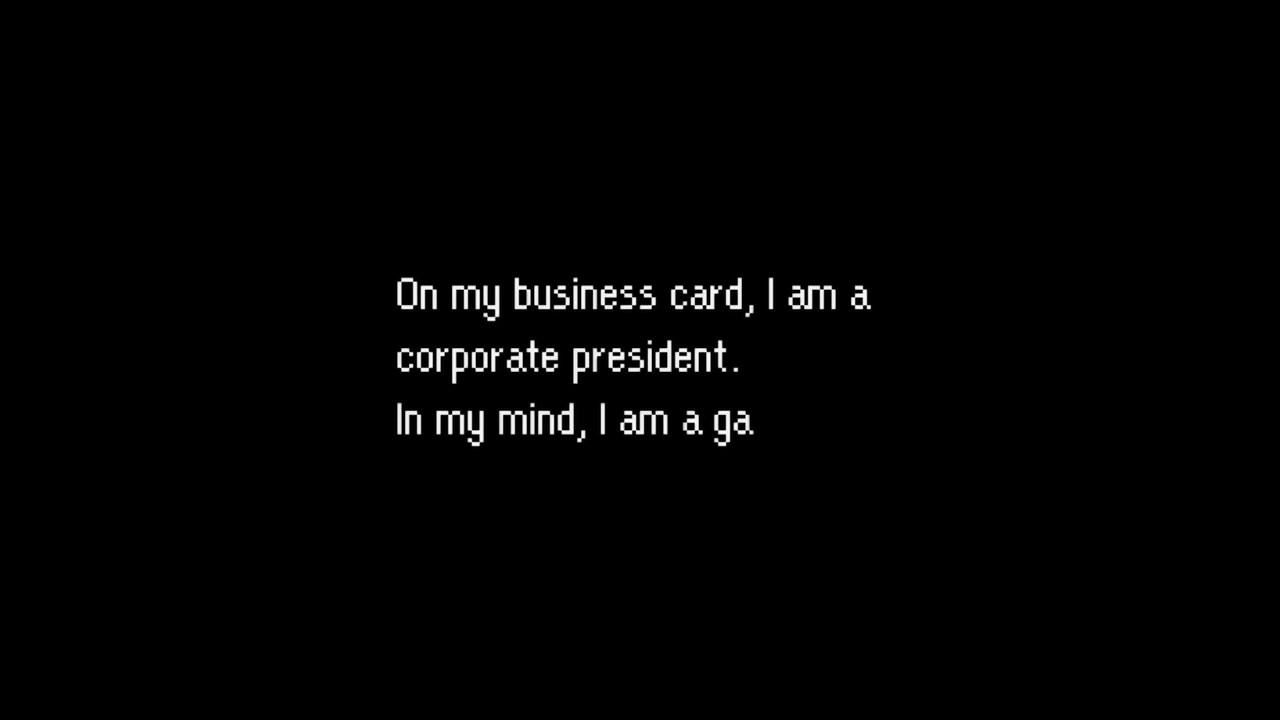 On my business card, I am a
corporate president.
In my mind, I am a ga